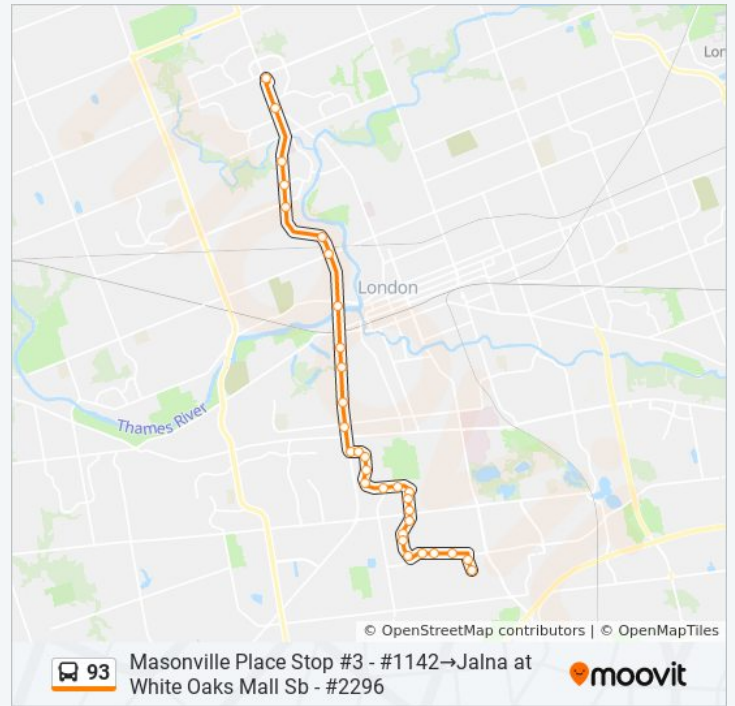 Lon
London
Thames River
© OpenStreetMap contributors | © OpenMapTiles
93
Masonville Place Stop #3 - #1142→Jalna at
White Oaks Mall Sb - #2296
moovit